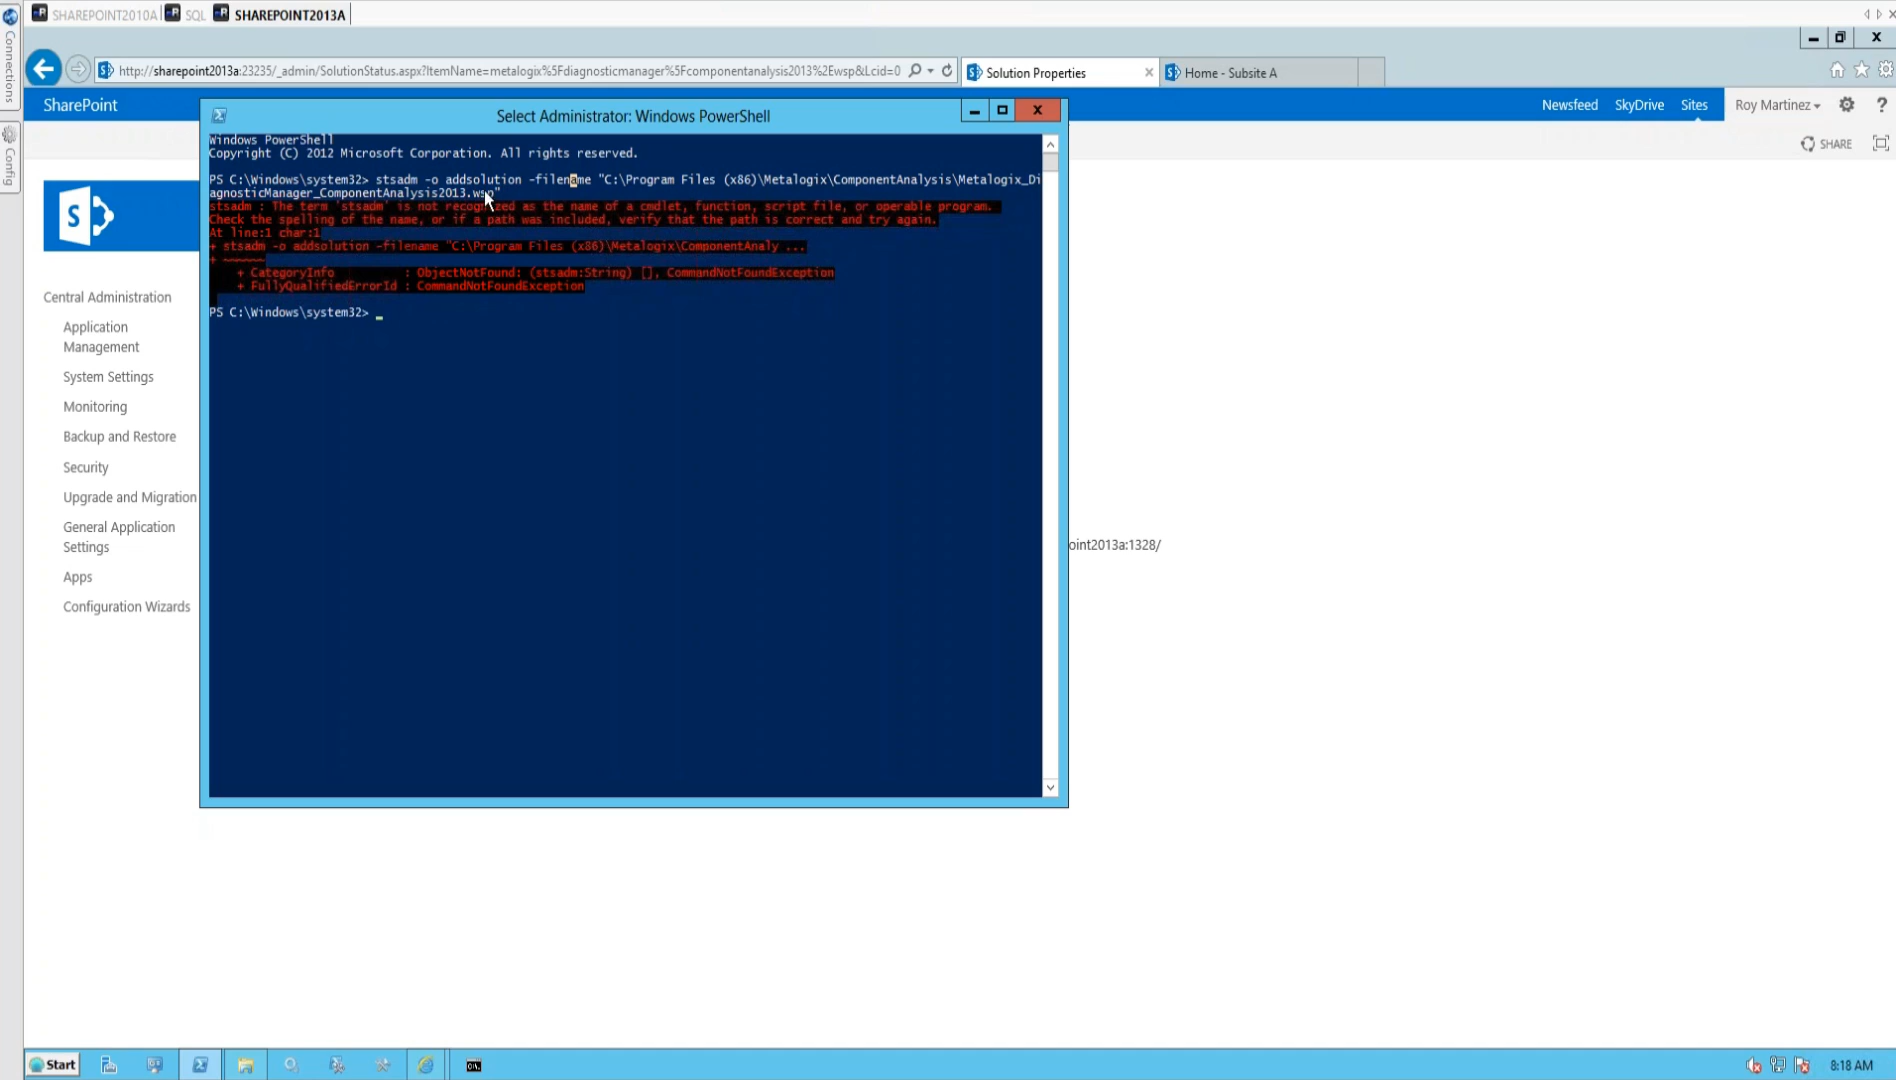 SHAREPOINT2010A SQL SHAREPOINT2013A
Connections
Config
http://sharepoint2013a:23235/_admin/SolutionStatus.aspx?ItemName=metalogix%5Fdiagnosticmanager%5Fcomponentanalysis2013%2Ewsp&Lcid=0
Solution Properties
Home - Subsite A
SharePoint
Newsfeed SkyDrive Sites Roy Martinez ?
SHARE
Select Administrator: Windows PowerShell
Windows PowerShell
Copyright (C) 2012 Microsoft Corporation. All rights reserved.
PS C:\Windows\system32> stsadm -o addsolution -filename "C:\Program Files (x86)\Metalogix\ComponentAnalysis\Metalogix_Di
agnosticManager_ComponentAnalysis2013.wsp"
stsadm : The term 'stsadm' is not recognized as the name of a cmdlet, function, script file, or operable program.
Check the spelling of the name, or if a path was included, verify that the path is correct and try again.
At line:1 char:1
+ stsadm -o addsolution -filename "C:\Program Files (x86)\Metalogix\ComponentAnaly ...
+ ~~~~~~
+ CategoryInfo : ObjectNotFound: (stsadm:String) [], CommandNotFoundException
+ FullyQualifiedErrorId : CommandNotFoundException
PS C:\Windows\system32> _
Central Administration
Application
Management
System Settings
Monitoring
Backup and Restore
Security
Upgrade and Migration
General Application
Settings
Apps
Configuration Wizards
oint2013a:1328/
Start
8:18 AM